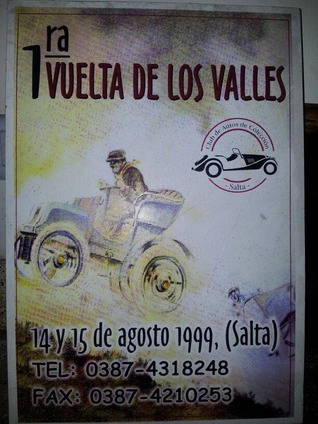 1ra
VUELTA DE LOS VALLES
Club de Autos de Colección
- Salta -
14 y 15 de agosto 1999, (Salta)
TEL: 0387-4318248
FAX: 0387-4210253